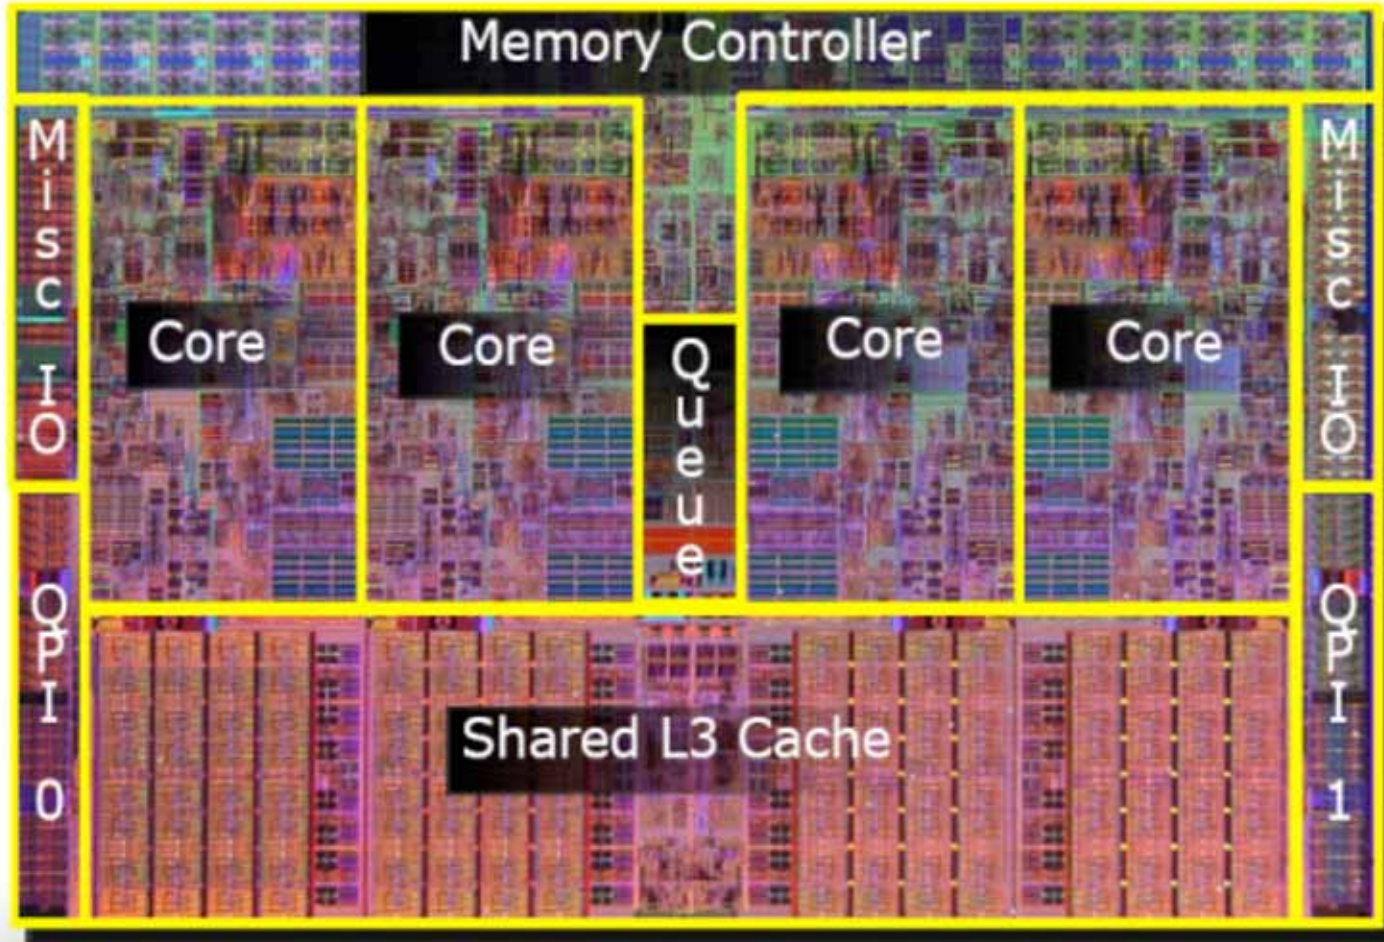 Memory Controller
Misc IO
Core
Core
Queue
Core
Core
Misc IO
QPI 0
Shared L3 Cache
QPI 1